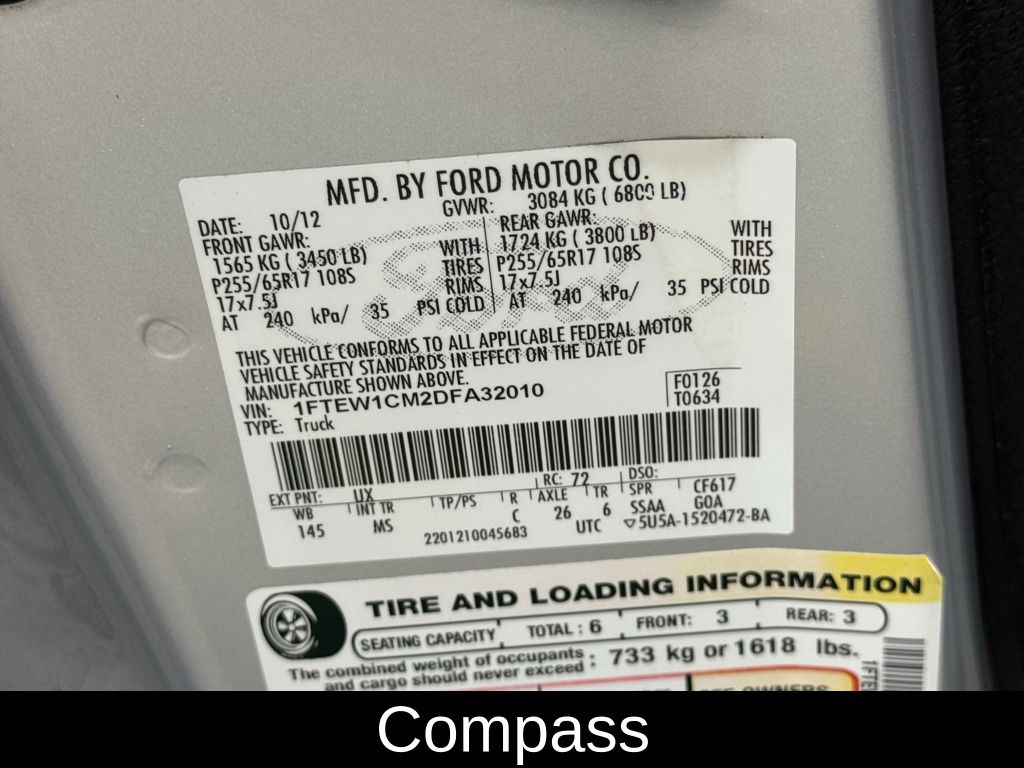 MFD. BY FORD MOTOR CO.
DATE: 10/12 GVWR: 3084 KG ( 6800 LB)
FRONT GAWR: REAR GAWR:
1565 KG ( 3450 LB) WITH 1724 KG ( 3800 LB) WITH
P255/65R17 108S TIRES P255/65R17 108S TIRES
17x7.5J RIMS 17x7.5J RIMS
AT 240 kPa/ 35 PSI COLD AT 240 kPa/ 35 PSI COLD
THIS VEHICLE CONFORMS TO ALL APPLICABLE FEDERAL MOTOR
VEHICLE SAFETY STANDARDS IN EFFECT ON THE DATE OF
MANUFACTURE SHOWN ABOVE.
VIN: 1FTEW1CM2DFA32010 F0126
TYPE: Truck T0634
EXT PNT: UX RC: 72 DSO:
WB INT TR TP/PS R AXLE TR SPR CF617
145 MS C 26 6 SSAA GOA
2201210045683 UTC ▽5U5A-1520472-BA
TIRE AND LOADING INFORMATION
SEATING CAPACITY TOTAL : 6 FRONT: 3 REAR: 3
The combined weight of occupants : 733 kg or 1618 lbs.
and cargo should never exceed
Compass